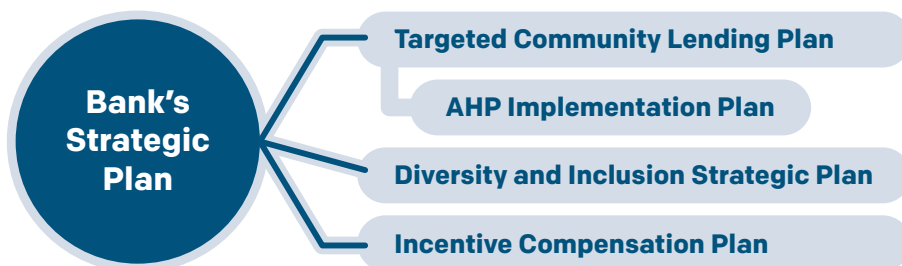 Bank's
Strategic
Plan
Targeted Community Lending Plan
AHP Implementation Plan
Diversity and Inclusion Strategic Plan
Incentive Compensation Plan